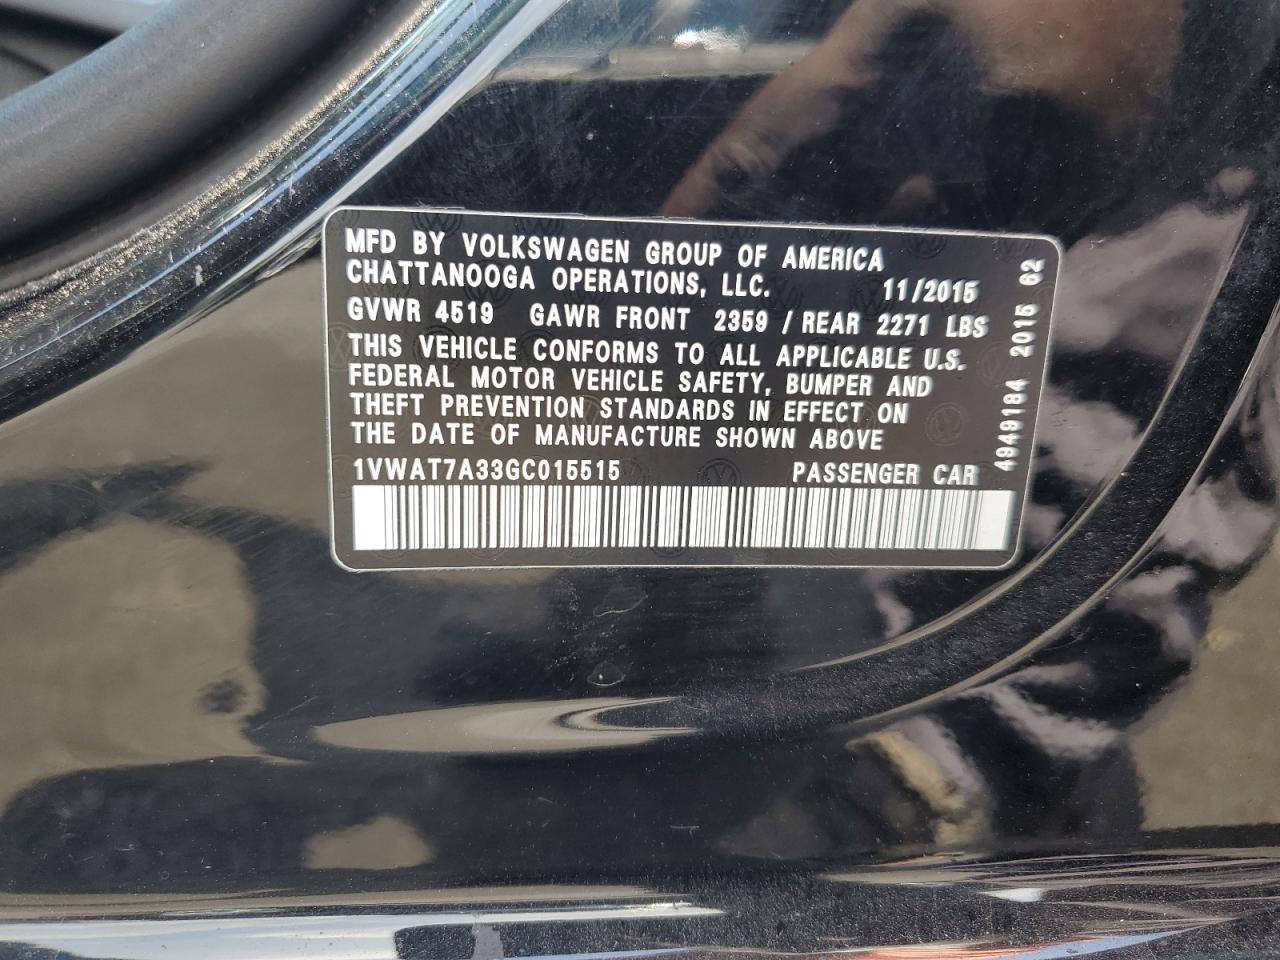 MFD BY VOLKSWAGEN GROUP OF AMERICA
CHATTANOOGA OPERATIONS, LLC. 11/2015
GVWR 4519 GAWR FRONT 2359 / REAR 2271 LBS
THIS VEHICLE CONFORMS TO ALL APPLICABLE U.S.
FEDERAL MOTOR VEHICLE SAFETY, BUMPER AND
THEFT PREVENTION STANDARDS IN EFFECT ON
THE DATE OF MANUFACTURE SHOWN ABOVE
1VWAT7A33GC015515 PASSENGER CAR
4949184 2015 62